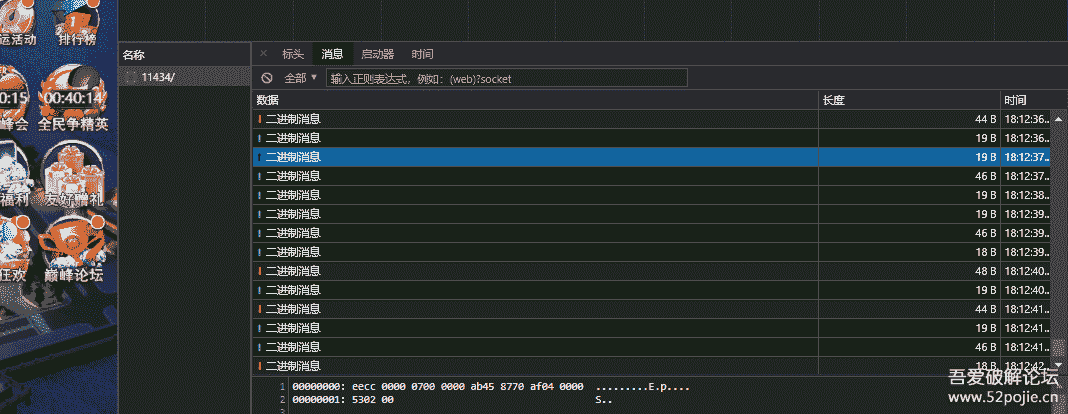 运活动 排行榜
0:15 00:40:14
峰会 全民争精英
福利 友好赠礼
狂欢 巅峰论坛
名称
11434/
× 标头 消息 启动器 时间
全部 ▼ 输入正则表达式，例如：(web)?socket
数据 长度 时间
二进制消息 44 B 18:12:36...
二进制消息 19 B 18:12:36...
二进制消息 19 B 18:12:37...
二进制消息 46 B 18:12:37...
二进制消息 19 B 18:12:38...
二进制消息 19 B 18:12:39...
二进制消息 46 B 18:12:39...
二进制消息 18 B 18:12:39...
二进制消息 48 B 18:12:40...
二进制消息 19 B 18:12:40...
二进制消息 44 B 18:12:41...
二进制消息 19 B 18:12:41...
二进制消息 46 B 18:12:41...
二进制消息 18 B 18:12:42...
1 00000000: eecc 0000 0700 0000 ab45 8770 af04 0000 .........E.p....
2 00000001: 5302 00 S..
3
吾爱破解论坛
www.52pojie.cn